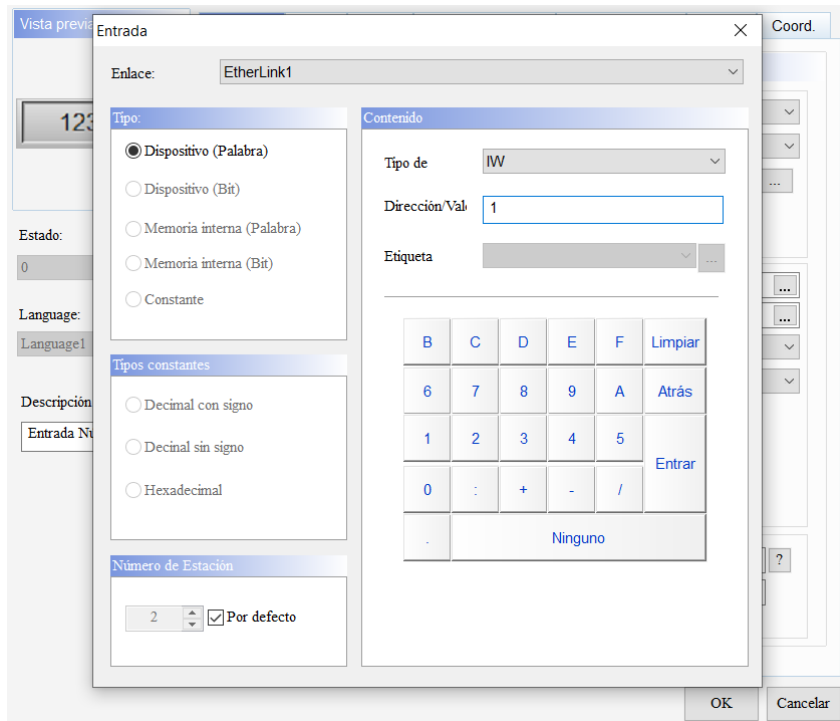 Vista previa
Coord.
123
Estado:
0
Language:
Language1
Descripción
Entrada Nu
Entrada
Enlace:
EtherLink1
Tipo:
Dispositivo (Palabra)
Dispositivo (Bit)
Memoria interna (Palabra)
Memoria interna (Bit)
Constante
Tipos constantes
Decimal con signo
Decinal sin signo
Hexadecimal
Número de Estación
2
Por defecto
Contenido
Tipo de
IW
Dirección/Val
1
Etiqueta
...
B C D E F Limpiar
6 7 8 9 A Atrás
1 2 3 4 5
Entrar
0 : + - /
. Ninguno
...
...
...
?
OK
Cancelar